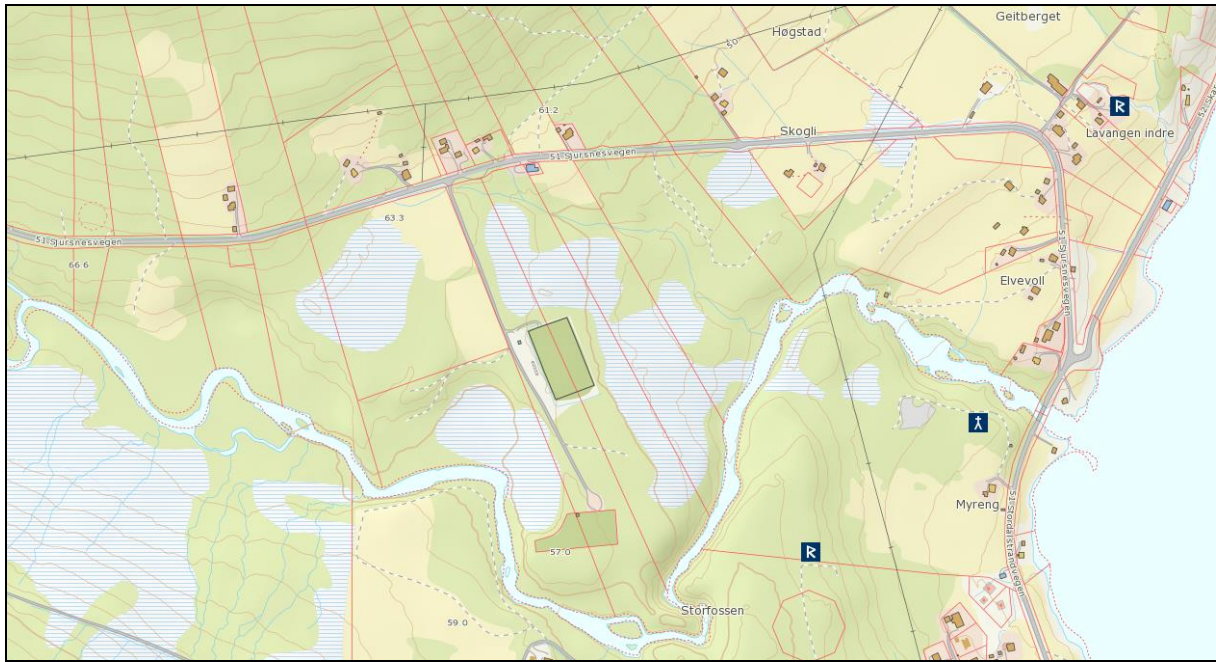 Geitberget
Høgstad
50
61.2
R
Lavangen indre
Skogli
51 Sjursnesvegen
63.3
51 Sjursnesvegen
66.6
51 Sjursnesvegen
Elvevoll
Myreng
51 Stordalstrandvegen
57.0
R
Storfossen
59.0